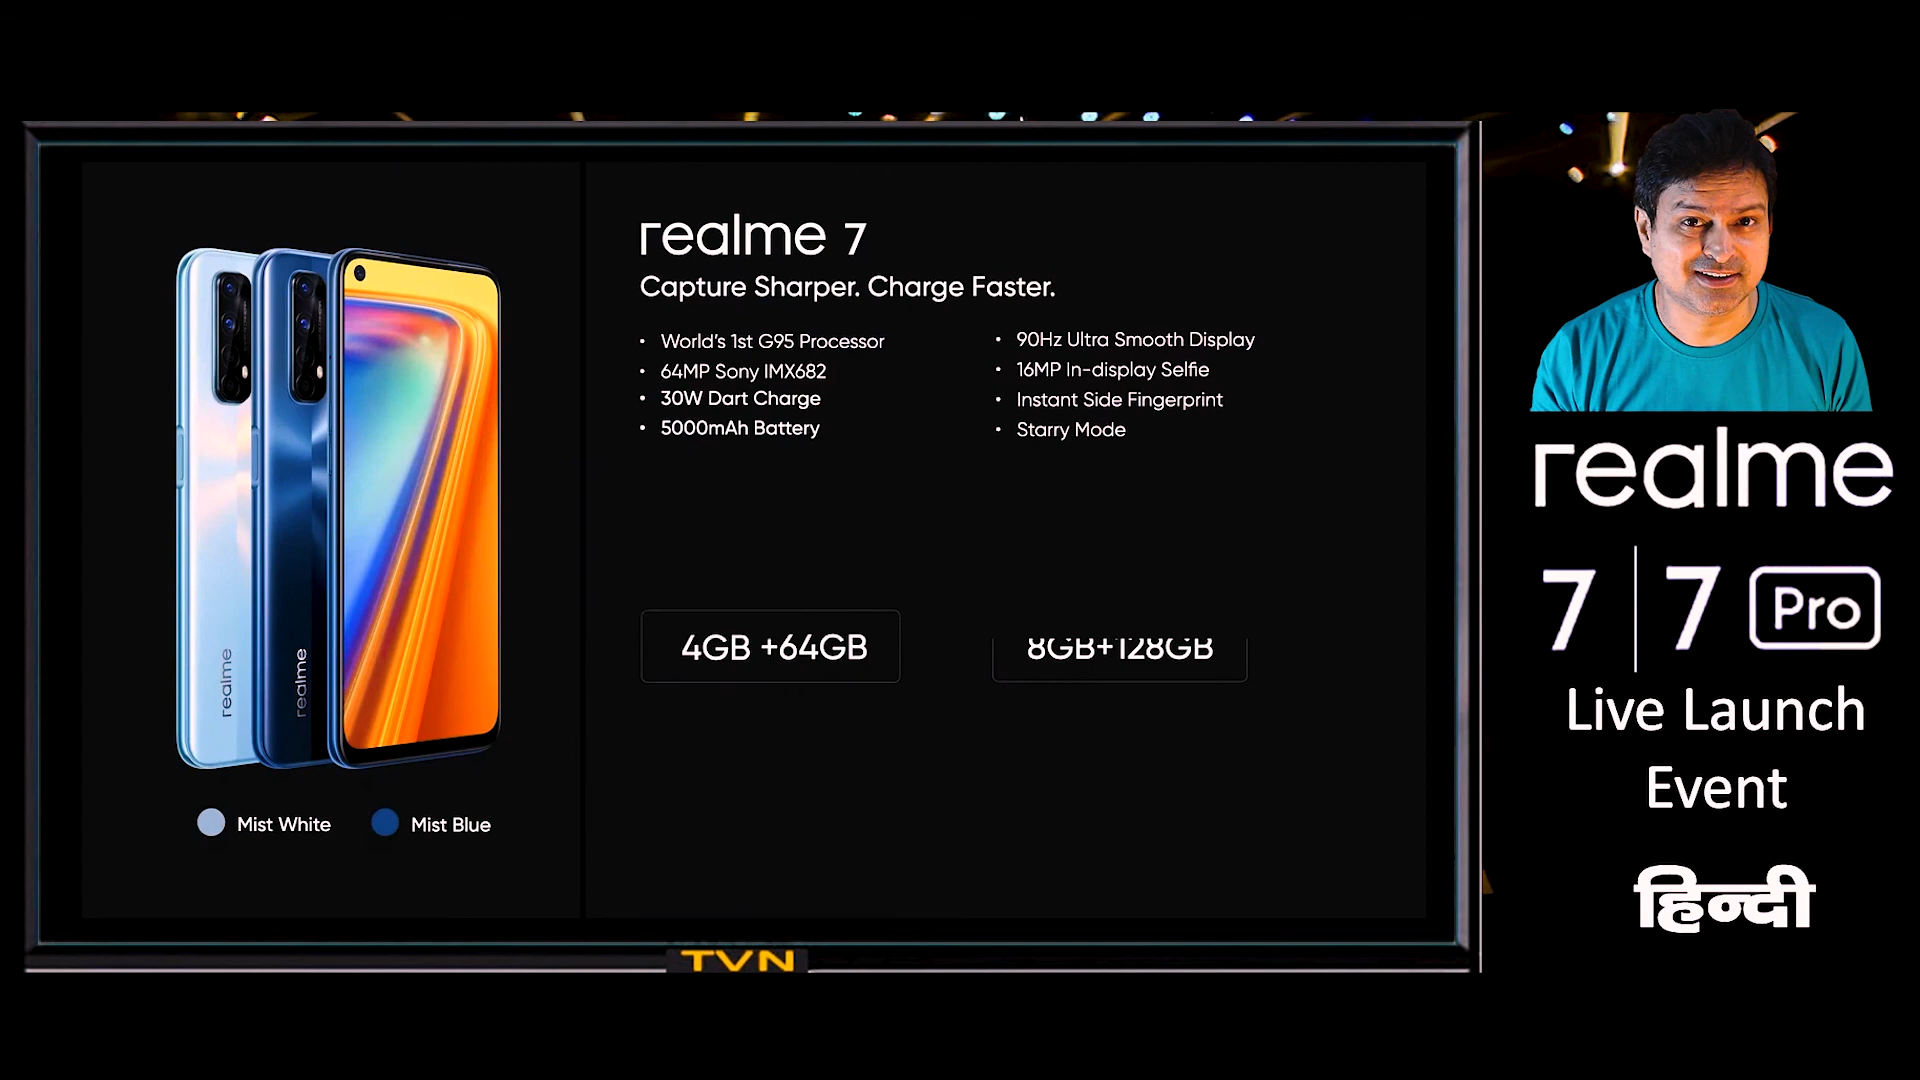 realme 7
Capture Sharper. Charge Faster.
• World's 1st G95 Processor
• 64MP Sony IMX682
• 30W Dart Charge
• 5000mAh Battery
• 90Hz Ultra Smooth Display
• 16MP In-display Selfie
• Instant Side Fingerprint
• Starry Mode
4GB +64GB
8GB+128GB
realme
realme
Mist White
Mist Blue
TVN
realme
7 | 7 Pro
Live Launch
Event
हिन्दी